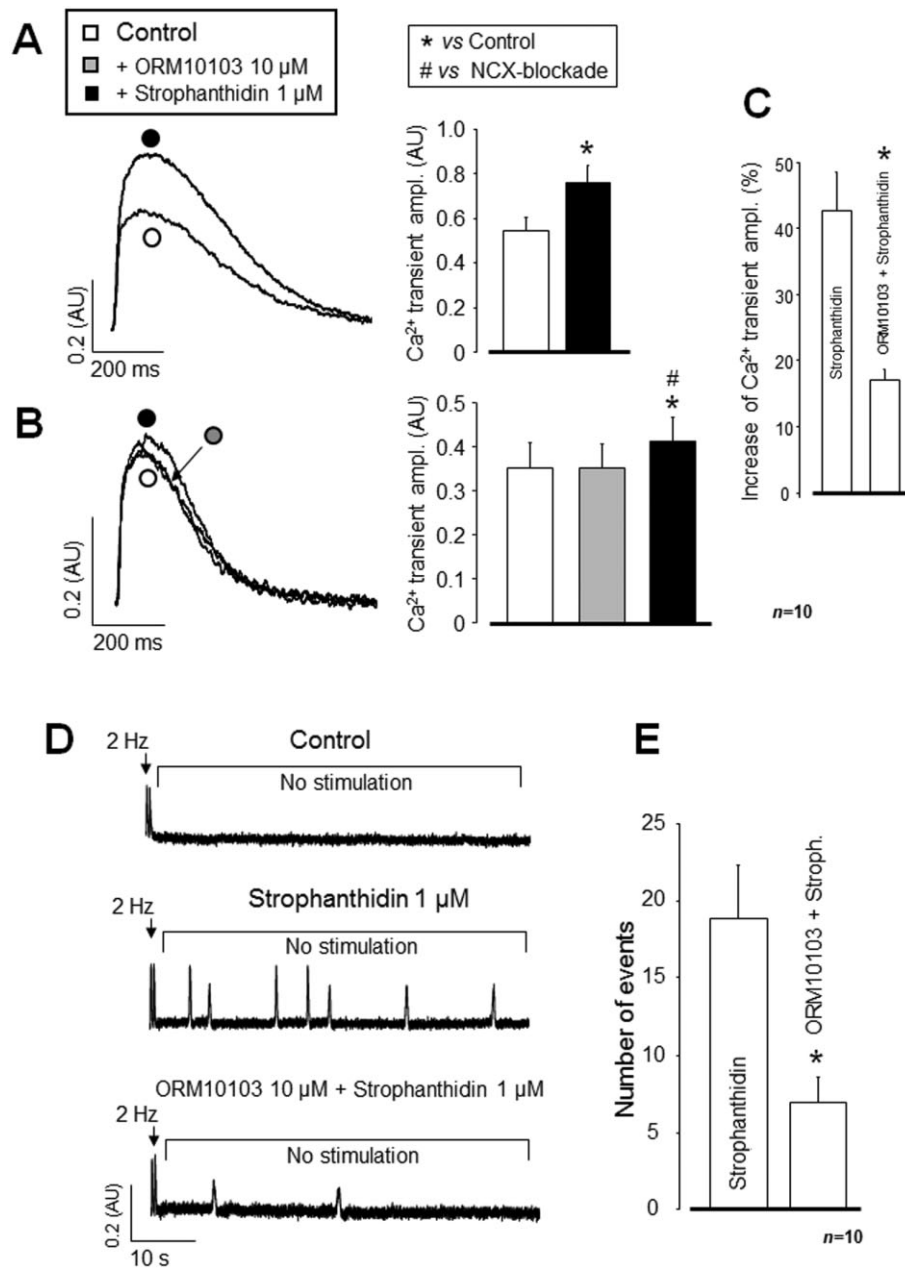 A
Control
+ ORM10103 10 µM
+ Strophanthidin 1 µM
* vs Control
# vs NCX-blockade
0.2 (AU)
200 ms
Ca²⁺ transient ampl. (AU)
1.0
0.8
0.6
0.4
0.2
0
*
C
Increase of Ca²⁺ transient ampl. (%)
50
40
30
20
10
0
Strophanthidin
ORM10103 + Strophanthidin
*
B
0.2 (AU)
200 ms
Ca²⁺ transient ampl. (AU)
0.5
0.4
0.3
0.2
0.1
0
#
*
n=10
D
2 Hz
Control
No stimulation
Strophanthidin 1 µM
2 Hz
No stimulation
ORM10103 10 µM + Strophanthidin 1 µM
2 Hz
No stimulation
0.2 (AU)
10 s
E
Number of events
25
20
15
10
5
0
Strophanthidin
* ORM10103 + Stroph.
n=10